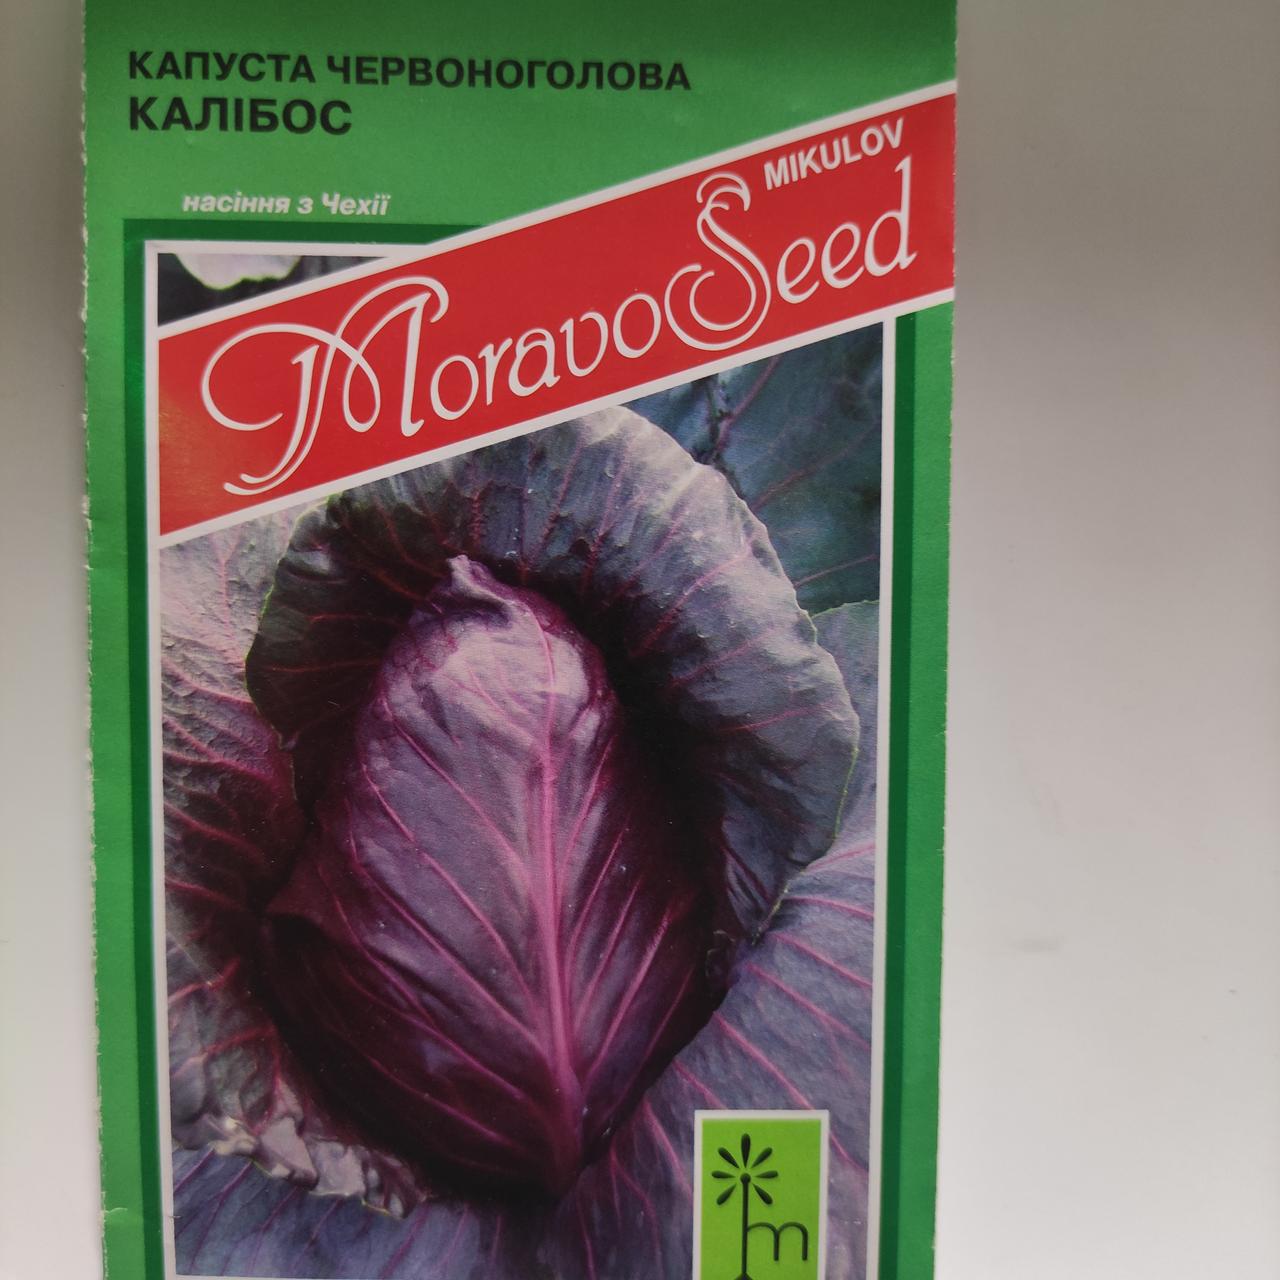 КАПУСТА ЧЕРВОНОГОЛОВА
КАЛІБОС
насіння з Чехії
MIKULOV
MoravoSeed
m